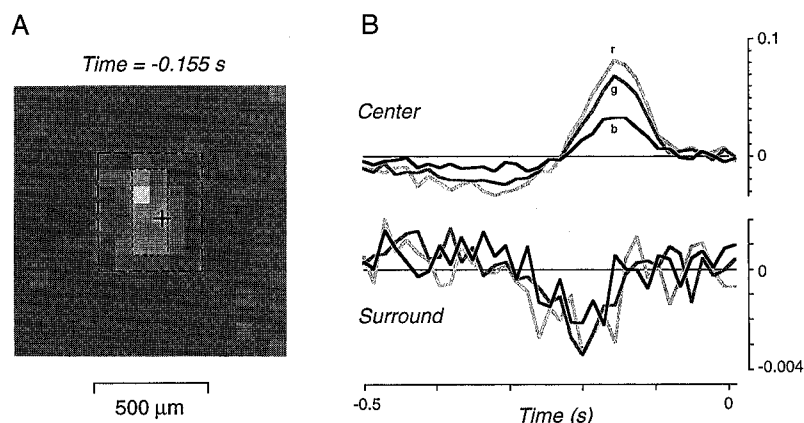 A
Time = -0.155 s
500 μm
B
Center
r
g
b
0.1
0
Surround
0
-0.004
-0.5
0
Time (s)